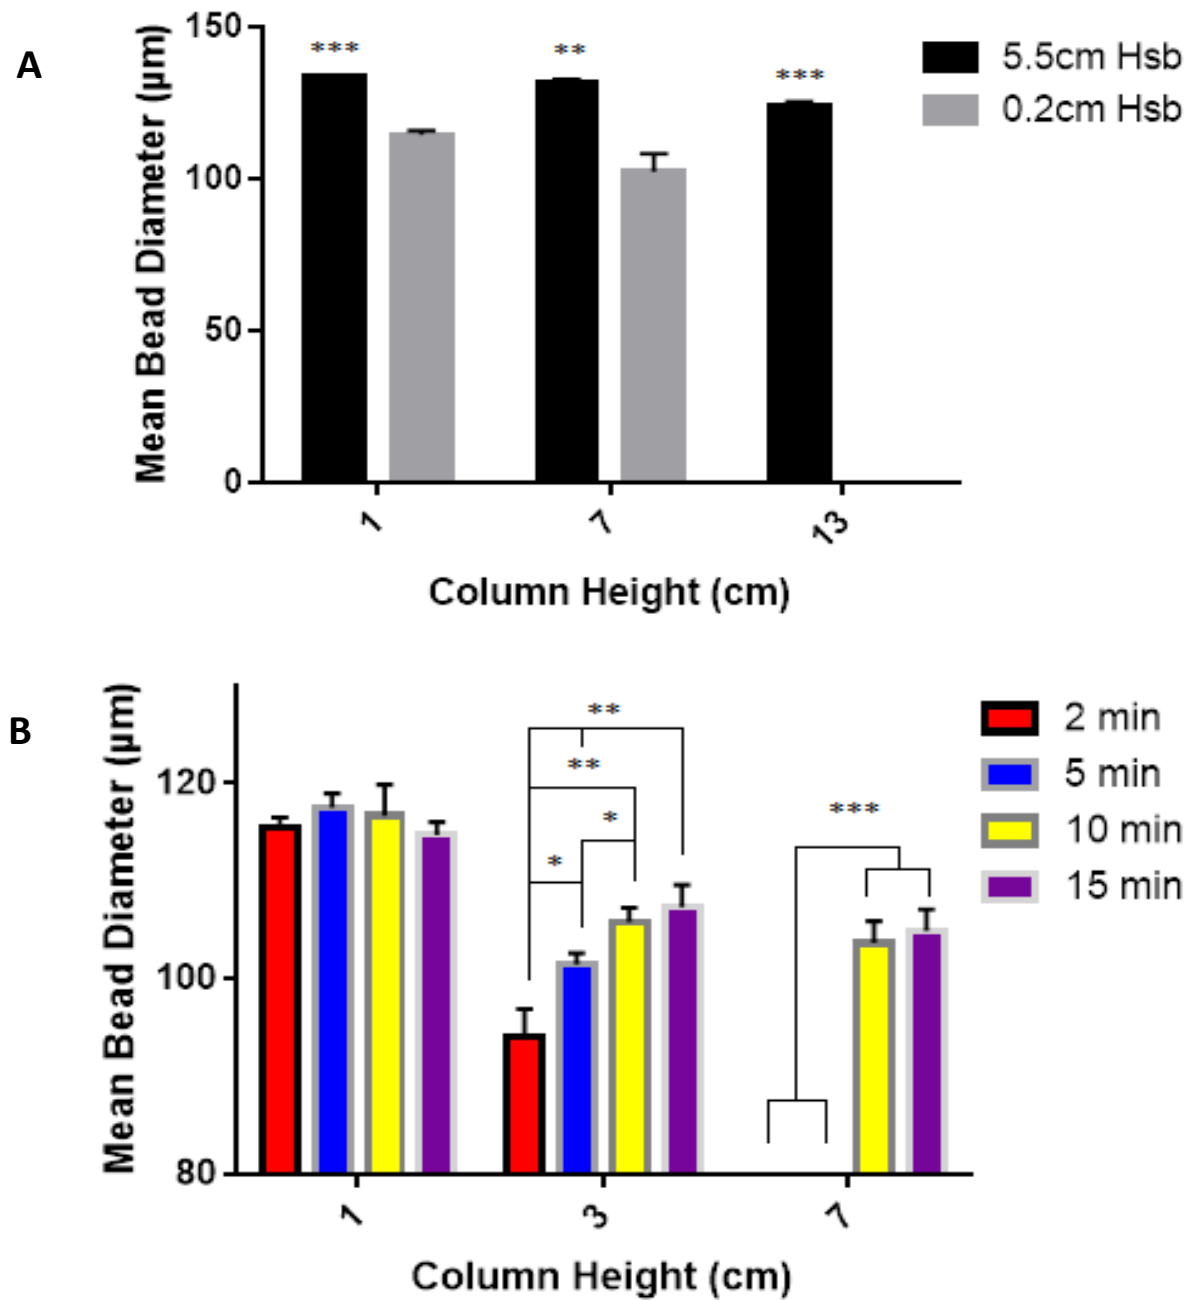 A
Mean Bead Diameter (µm)
150
100
50
0
***
**
***
5.5cm Hsb
0.2cm Hsb
1
7
13
Column Height (cm)
B
Mean Bead Diameter (µm)
120
100
80
**
**
*
*
***
2 min
5 min
10 min
15 min
1
3
7
Column Height (cm)